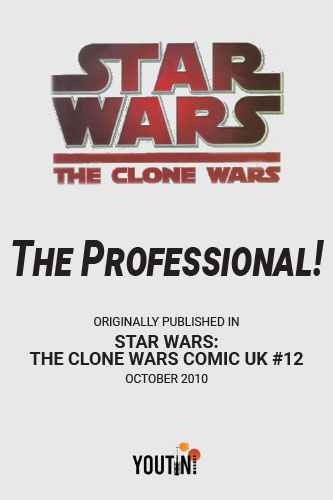 STAR
WARS
THE CLONE WARS
THE PROFESSIONAL!
ORIGINALLY PUBLISHED IN
STAR WARS:
THE CLONE WARS COMIC UK #12
OCTOBER 2010
YOUTINI